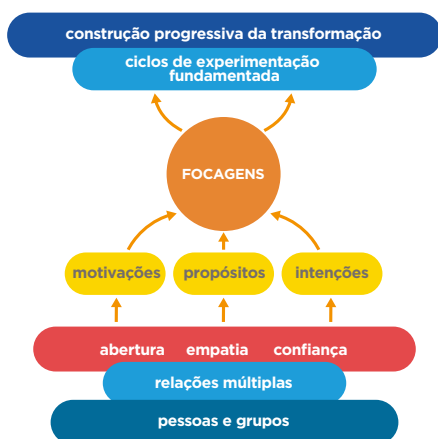 construção progressiva da transformação
ciclos de experimentação
fundamentada
FOCAGENS
motivações propósitos intenções
abertura empatia confiança
relações múltiplas
pessoas e grupos